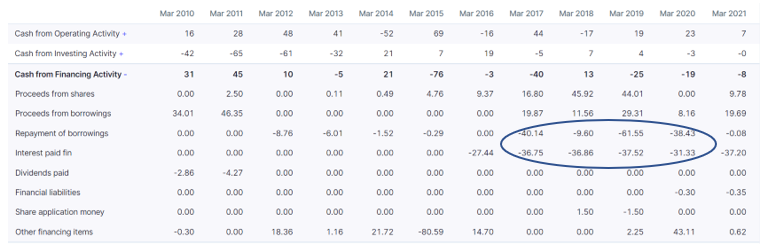 Mar 2010 Mar 2011 Mar 2012 Mar 2013 Mar 2014 Mar 2015 Mar 2016 Mar 2017 Mar 2018 Mar 2019 Mar 2020 Mar 2021
Cash from Operating Activity + 16 28 48 41 -52 69 -16 44 -17 19 23 7
Cash from Investing Activity + -42 -65 -61 -32 21 7 19 -5 7 4 -3 -0
Cash from Financing Activity - 31 45 10 -5 21 -76 -3 -40 13 -25 -19 -8
Proceeds from shares 0.00 2.50 0.00 0.11 0.49 4.76 9.37 16.80 45.92 44.01 0.00 9.78
Proceeds from borrowings 34.01 46.35 0.00 0.00 0.00 0.00 0.00 19.87 11.56 29.31 8.16 19.69
Repayment of borrowings 0.00 0.00 -8.76 -6.01 -1.52 -0.29 0.00 -40.14 -9.60 -61.55 -38.43 -0.08
Interest paid fin 0.00 0.00 0.00 0.00 0.00 0.00 -27.44 -36.75 -36.86 -37.52 -31.33 -37.20
Dividends paid -2.86 -4.27 0.00 0.00 0.00 0.00 0.00 0.00 0.00 0.00 0.00 0.00
Financial liabilities 0.00 0.00 0.00 0.00 0.00 0.00 0.00 0.00 0.00 0.00 -0.30 -0.35
Share application money 0.00 0.00 0.00 0.00 0.00 0.00 0.00 0.00 1.50 -1.50 0.00 0.00
Other financing items -0.30 0.00 18.36 1.16 21.72 -80.59 14.70 0.00 0.00 2.25 43.11 0.62